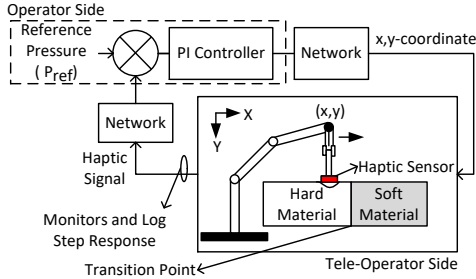 Operator Side
Reference
Pressure
( Pref)
PI Controller
Network
x,y-coordinate
Network
Haptic
Signal
X
Y
(x,y)
Haptic Sensor
Hard
Material
Soft
Material
Monitors and Log
Step Response
Transition Point
Tele-Operator Side